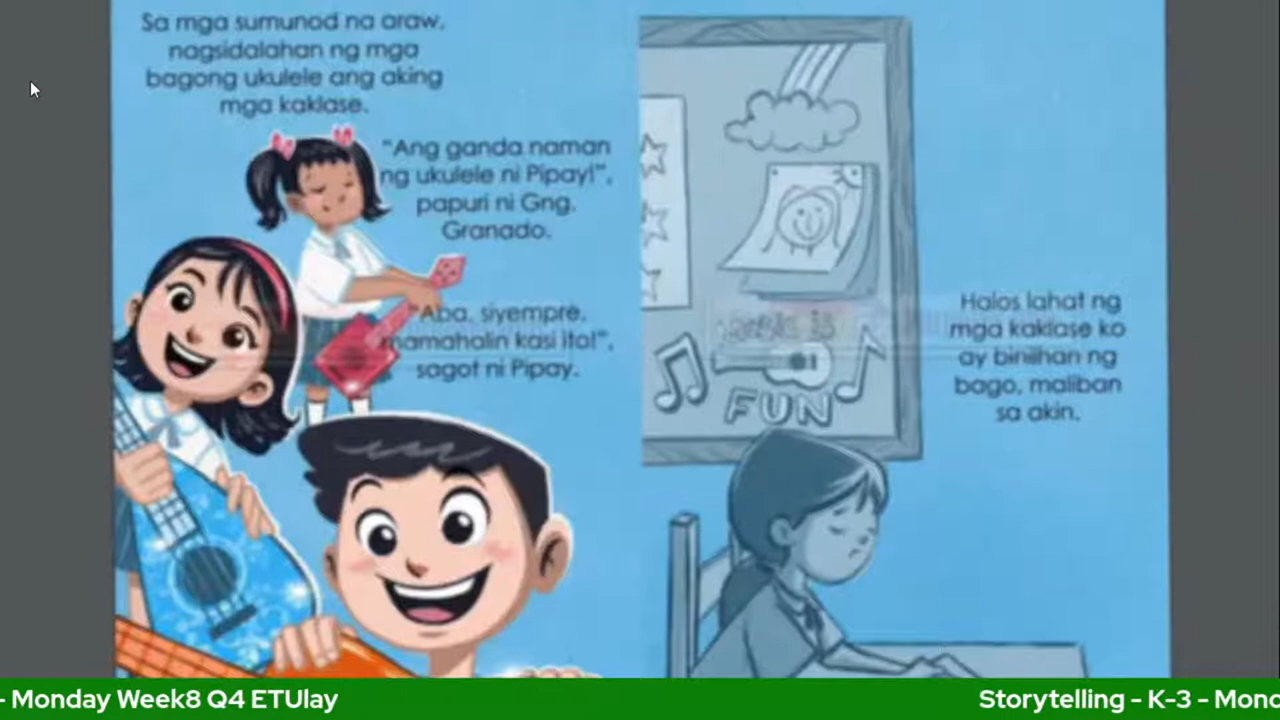 Sa mga sumunod na araw,
nagsidalahan ng mga
bagong ukulele ang aking
mga kaklase.
"Ang ganda naman
ng ukulele ni Pipay!",
papuri ni Gng.
Granado.
"Aba, siyempre,
mamahalin kasi ito!",
sagot ni Pipay.
is
FUN
Halos lahat ng
mga kaklase ko
ay binilhan ng
bago, maliban
sa akin.
- Monday Week8 Q4 ETUlay
Storytelling - K-3 - Mond